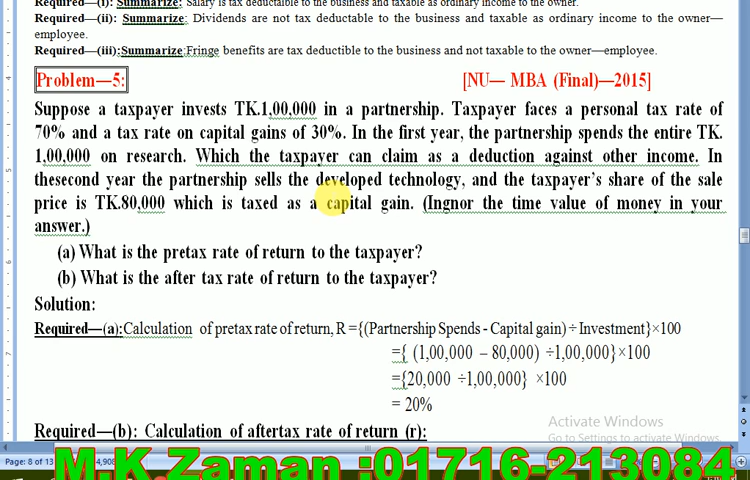 Required—(i): Summarize: Salary is tax deductaible to the business and taxable as ordinary income to the owner.
Required—(ii): Summarize: Dividends are not tax deductable to the business and taxable as ordinary income to the owner—
employee.
Required—(iii):Summarize:Fringe benefits are tax deductible to the business and not taxable to the owner—employee.
Problem—5: [NU— MBA (Final)—2015]
Suppose a taxpayer invests TK.1,00,000 in a partnership. Taxpayer faces a personal tax rate of
70% and a tax rate on capital gains of 30%. In the first year, the partnership spends the entire TK.
1,00,000 on research. Which the taxpayer can claim as a deduction against other income. In
thesecond year the partnership sells the developed technology, and the taxpayer's share of the sale
price is TK.80,000 which is taxed as a capital gain. (Ingnor the time value of money in your
answer.)
(a) What is the pretax rate of return to the taxpayer?
(b) What is the after tax rate of return to the taxpayer?
Solution:
Required—(a):Calculation of pretax rate of return, R ={(Partnership Spends - Capital gain) ÷ Investment}×100
={ (1,00,000 – 80,000) ÷1,00,000}×100
={20,000 ÷1,00,000} ×100
= 20%
Required—(b): Calculation of aftertax rate of return (r):
Activate Windows
Go to Settings to activate Windows.
Page: 8 of 13
M.K Zaman :01716-213084